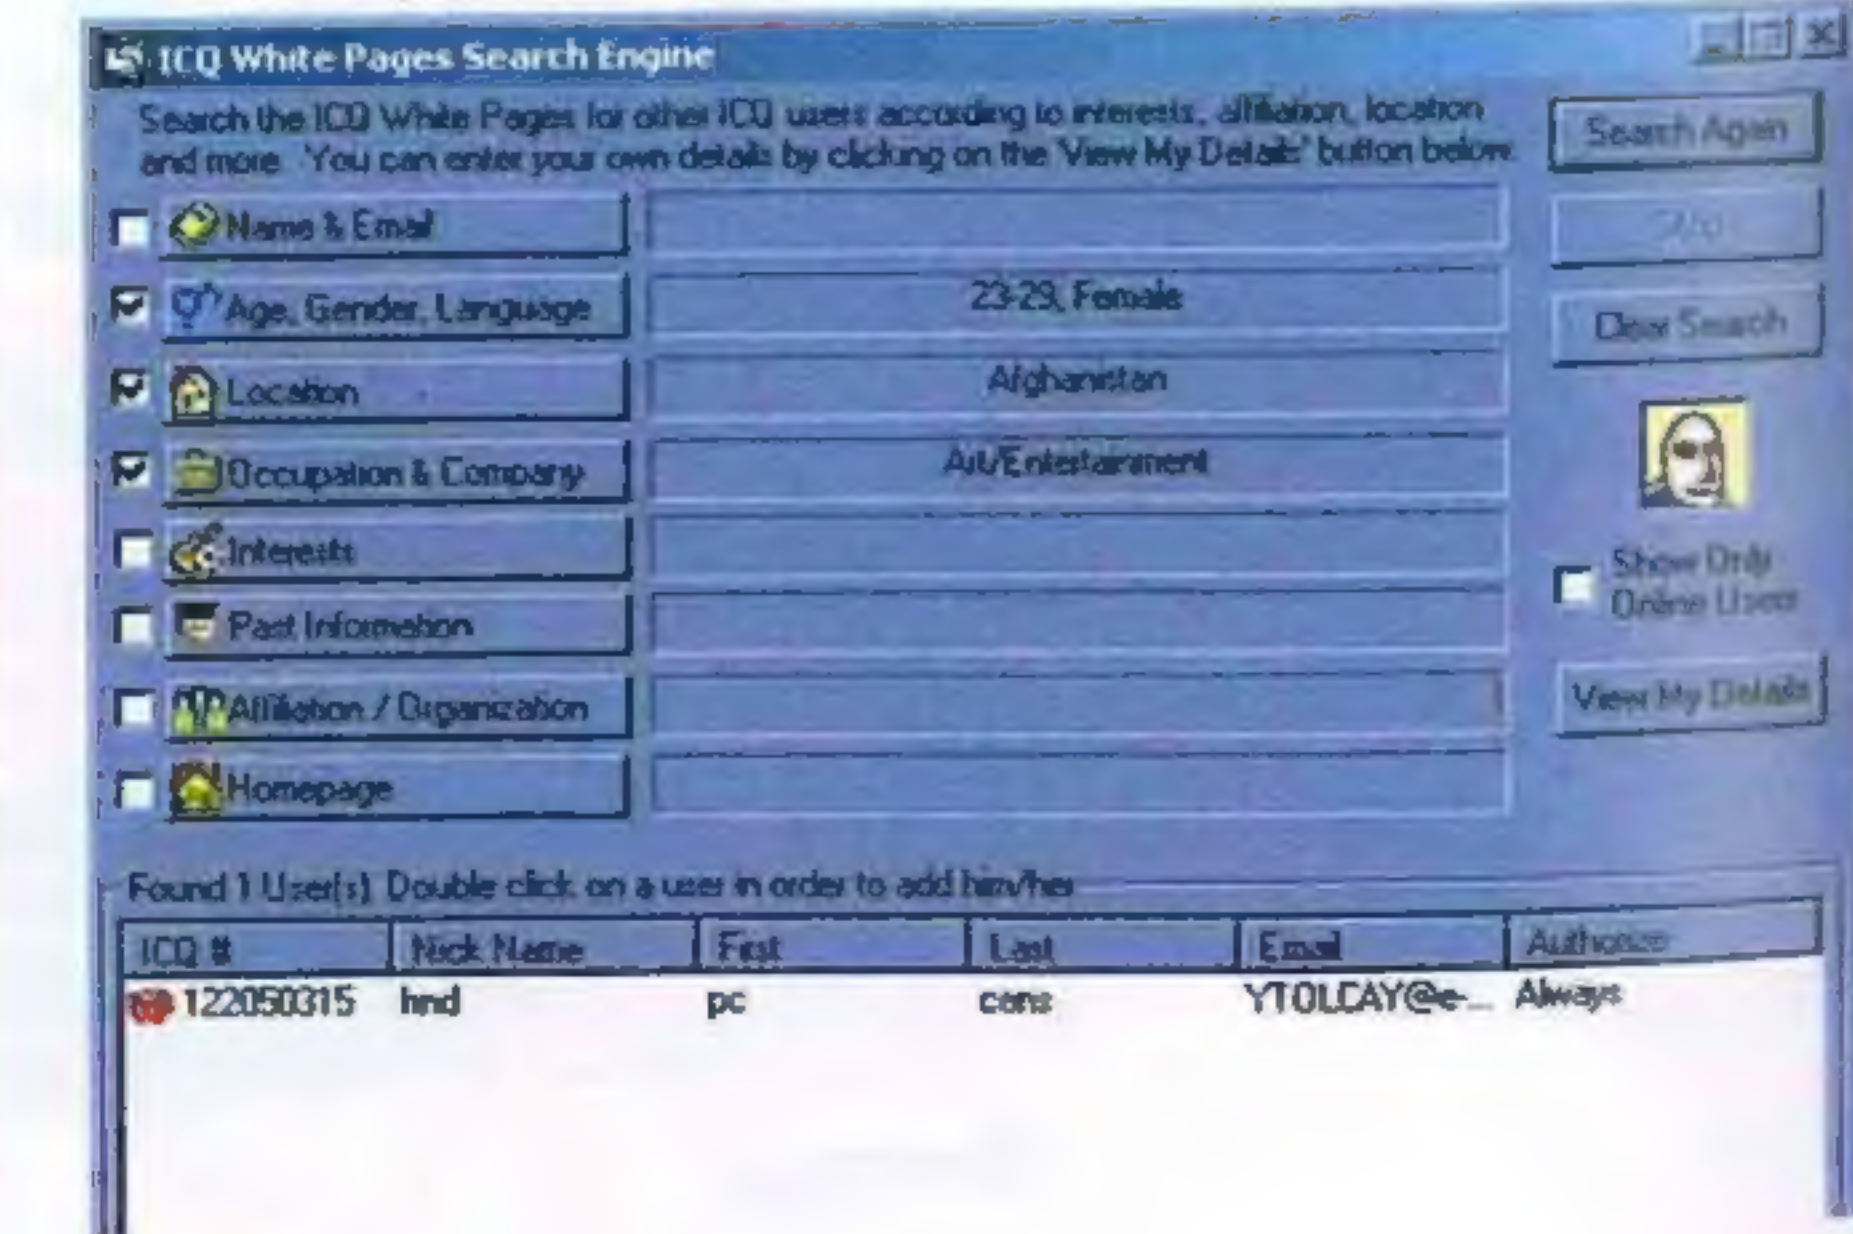 ICQ White Pages Search Engine
Search the ICQ White Pages for other ICQ users according to interests, affiliation, location
and more. You can enter your own details by clicking on the 'View My Details' button below.
Search Again
Name & Email
Stop
Age, Gender, Language 23-29, Female
Clear Search
Location Afghanistan
Occupation & Company Art/Entertainment
Interests
Show Only
Online Users
Past Information
Affiliation / Organization
View My Details
Homepage
Found 1 User(s). Double click on a user in order to add him/her
ICQ # Nick Name First Last Email Authorize
122050315 hnd pc cens YTOLCAY@e-... Always